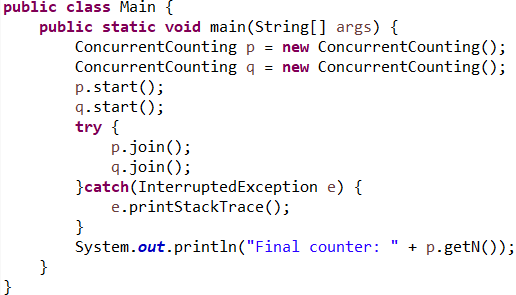 public class Main {
public static void main(String[] args) {
ConcurrentCounting p = new ConcurrentCounting();
ConcurrentCounting q = new ConcurrentCounting();
p.start();
q.start();
try {
p.join();
q.join();
}catch(InterruptedException e) {
e.printStackTrace();
}
System.out.println("Final counter: " + p.getN());
}
}